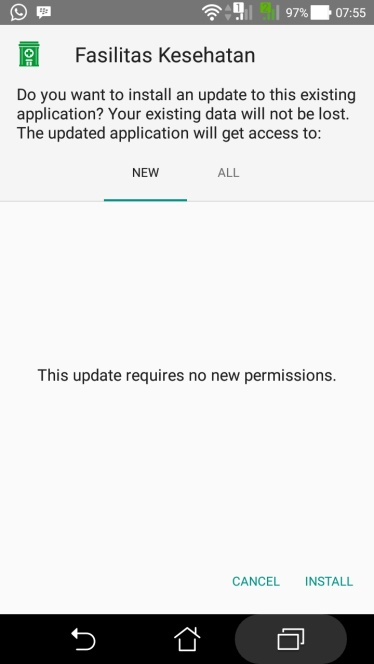 97% 07:55
Fasilitas Kesehatan
Do you want to install an update to this existing
application? Your existing data will not be lost.
The updated application will get access to:
NEW ALL
This update requires no new permissions.
CANCEL INSTALL